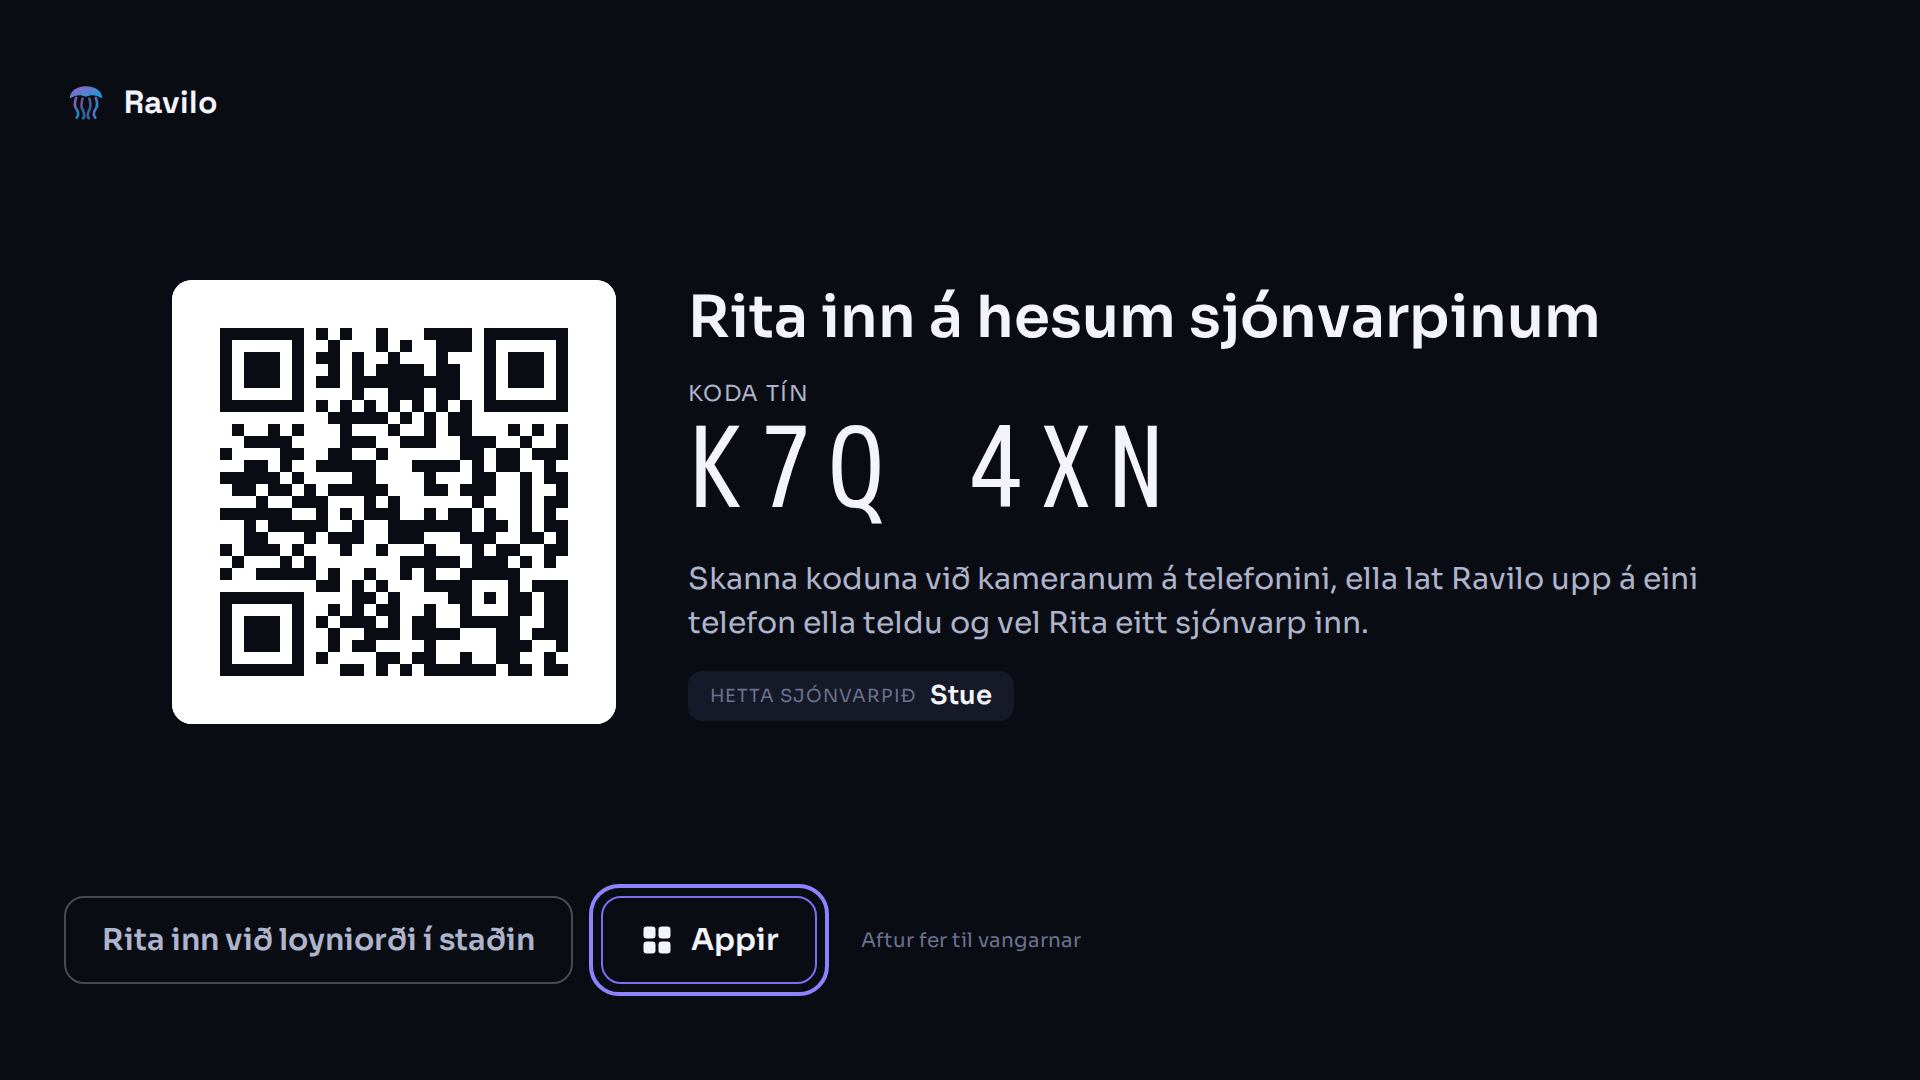 Ravilo
Rita inn á hesum sjónvarpinum
KODA TÍN
K7Q 4XN
Skanna koduna við kameranum á telefonini, ella lat Ravilo upp á eini
telefon ella teldu og vel Rita eitt sjónvarp inn.
HETTA SJÓNVARPIÐ Stue
Rita inn við loyniorði í staðin
Appir
Aftur fer til vangarnar